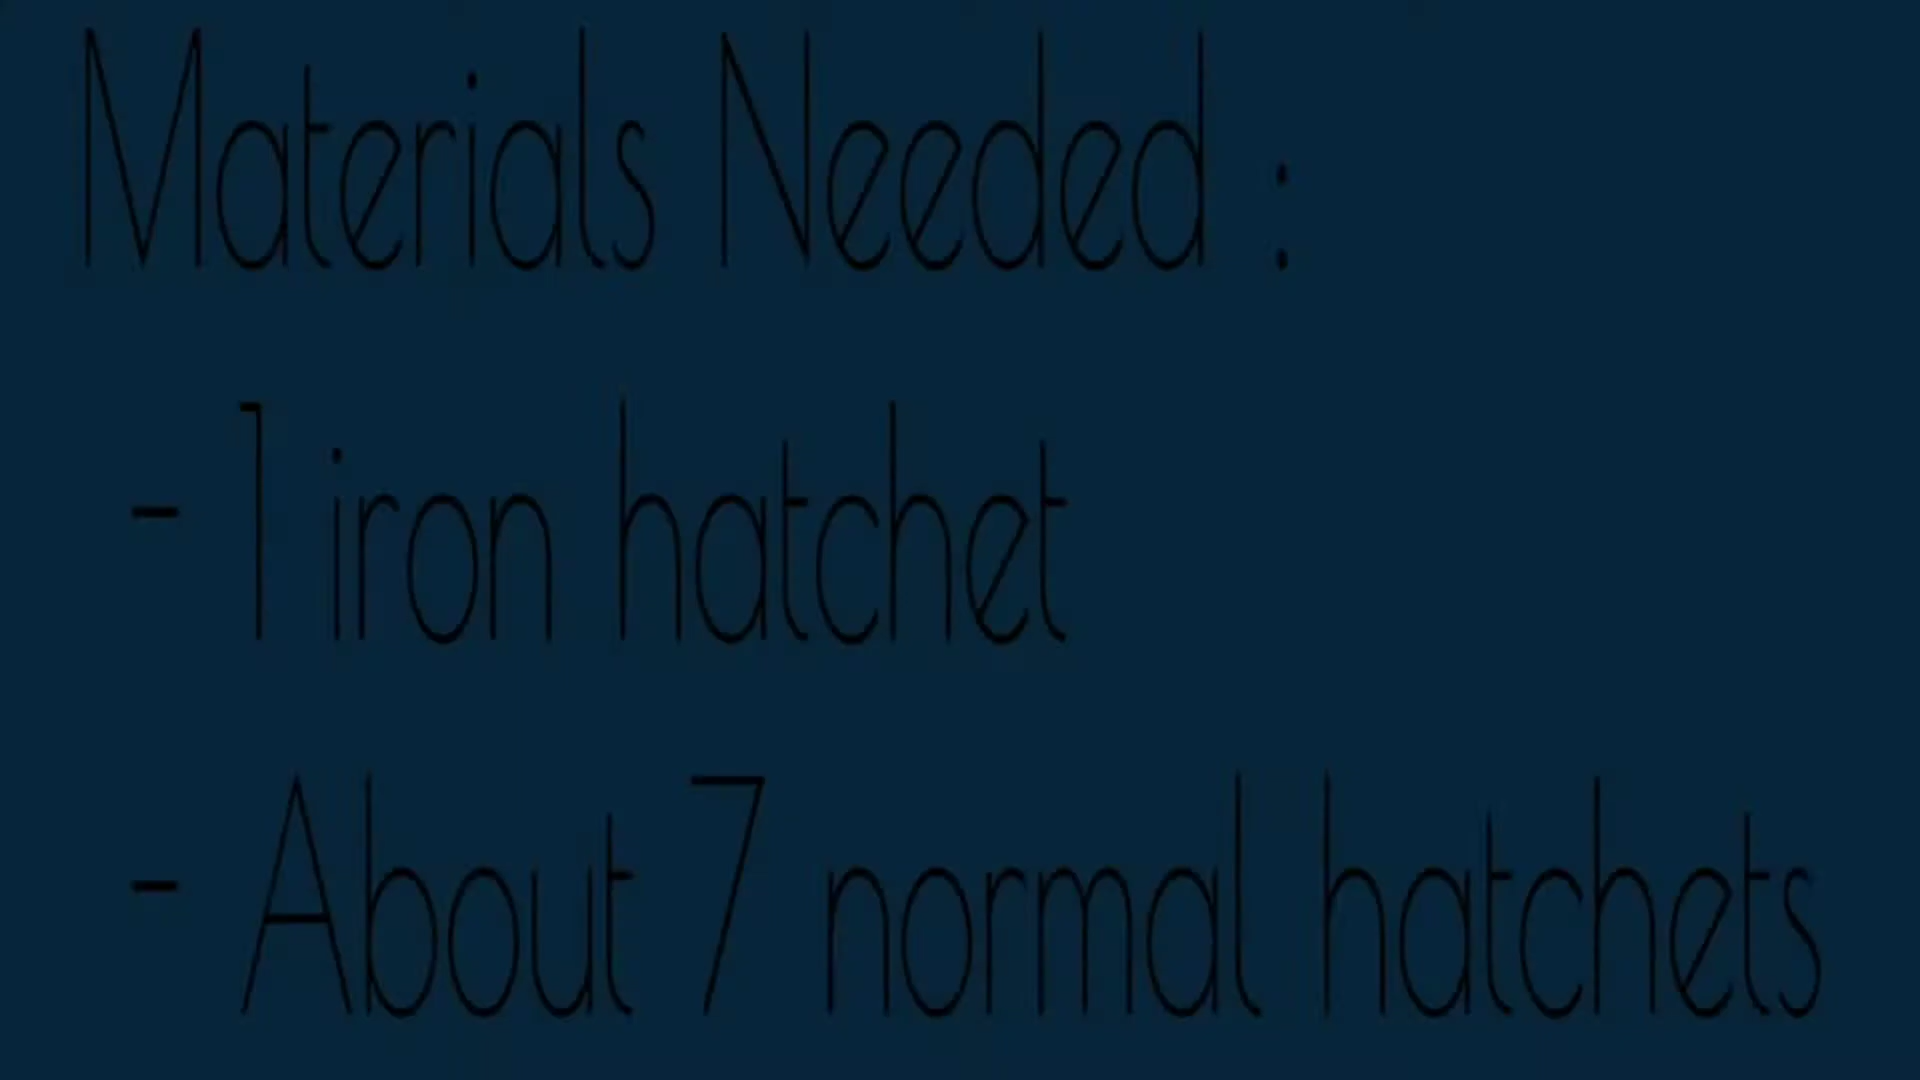 Materials Needed :
- 1 iron hatchet
- About 7 normal hatchets